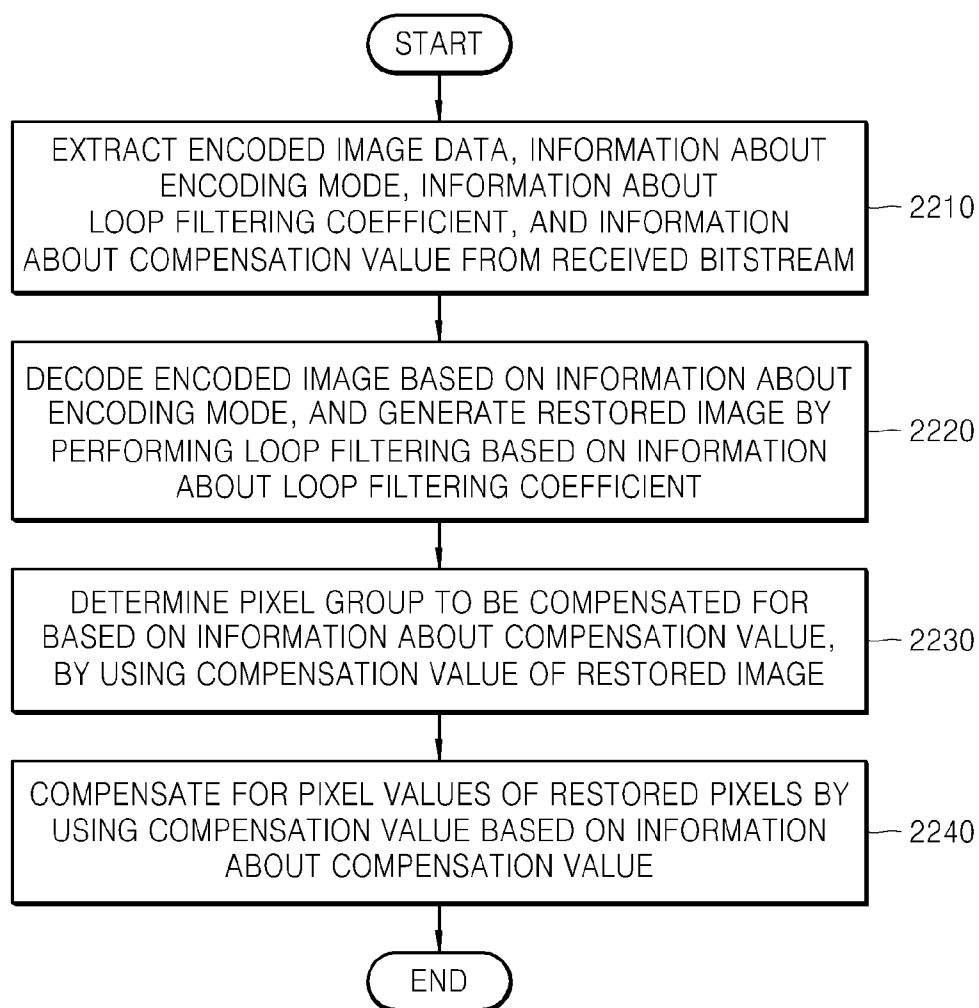 START
EXTRACT ENCODED IMAGE DATA, INFORMATION ABOUT
ENCODING MODE, INFORMATION ABOUT
LOOP FILTERING COEFFICIENT, AND INFORMATION
ABOUT COMPENSATION VALUE FROM RECEIVED BITSTREAM
2210
DECODE ENCODED IMAGE BASED ON INFORMATION ABOUT
ENCODING MODE, AND GENERATE RESTORED IMAGE BY
PERFORMING LOOP FILTERING BASED ON INFORMATION
ABOUT LOOP FILTERING COEFFICIENT
2220
DETERMINE PIXEL GROUP TO BE COMPENSATED FOR
BASED ON INFORMATION ABOUT COMPENSATION VALUE,
BY USING COMPENSATION VALUE OF RESTORED IMAGE
2230
COMPENSATE FOR PIXEL VALUES OF RESTORED PIXELS BY
USING COMPENSATION VALUE BASED ON INFORMATION
ABOUT COMPENSATION VALUE
2240
END